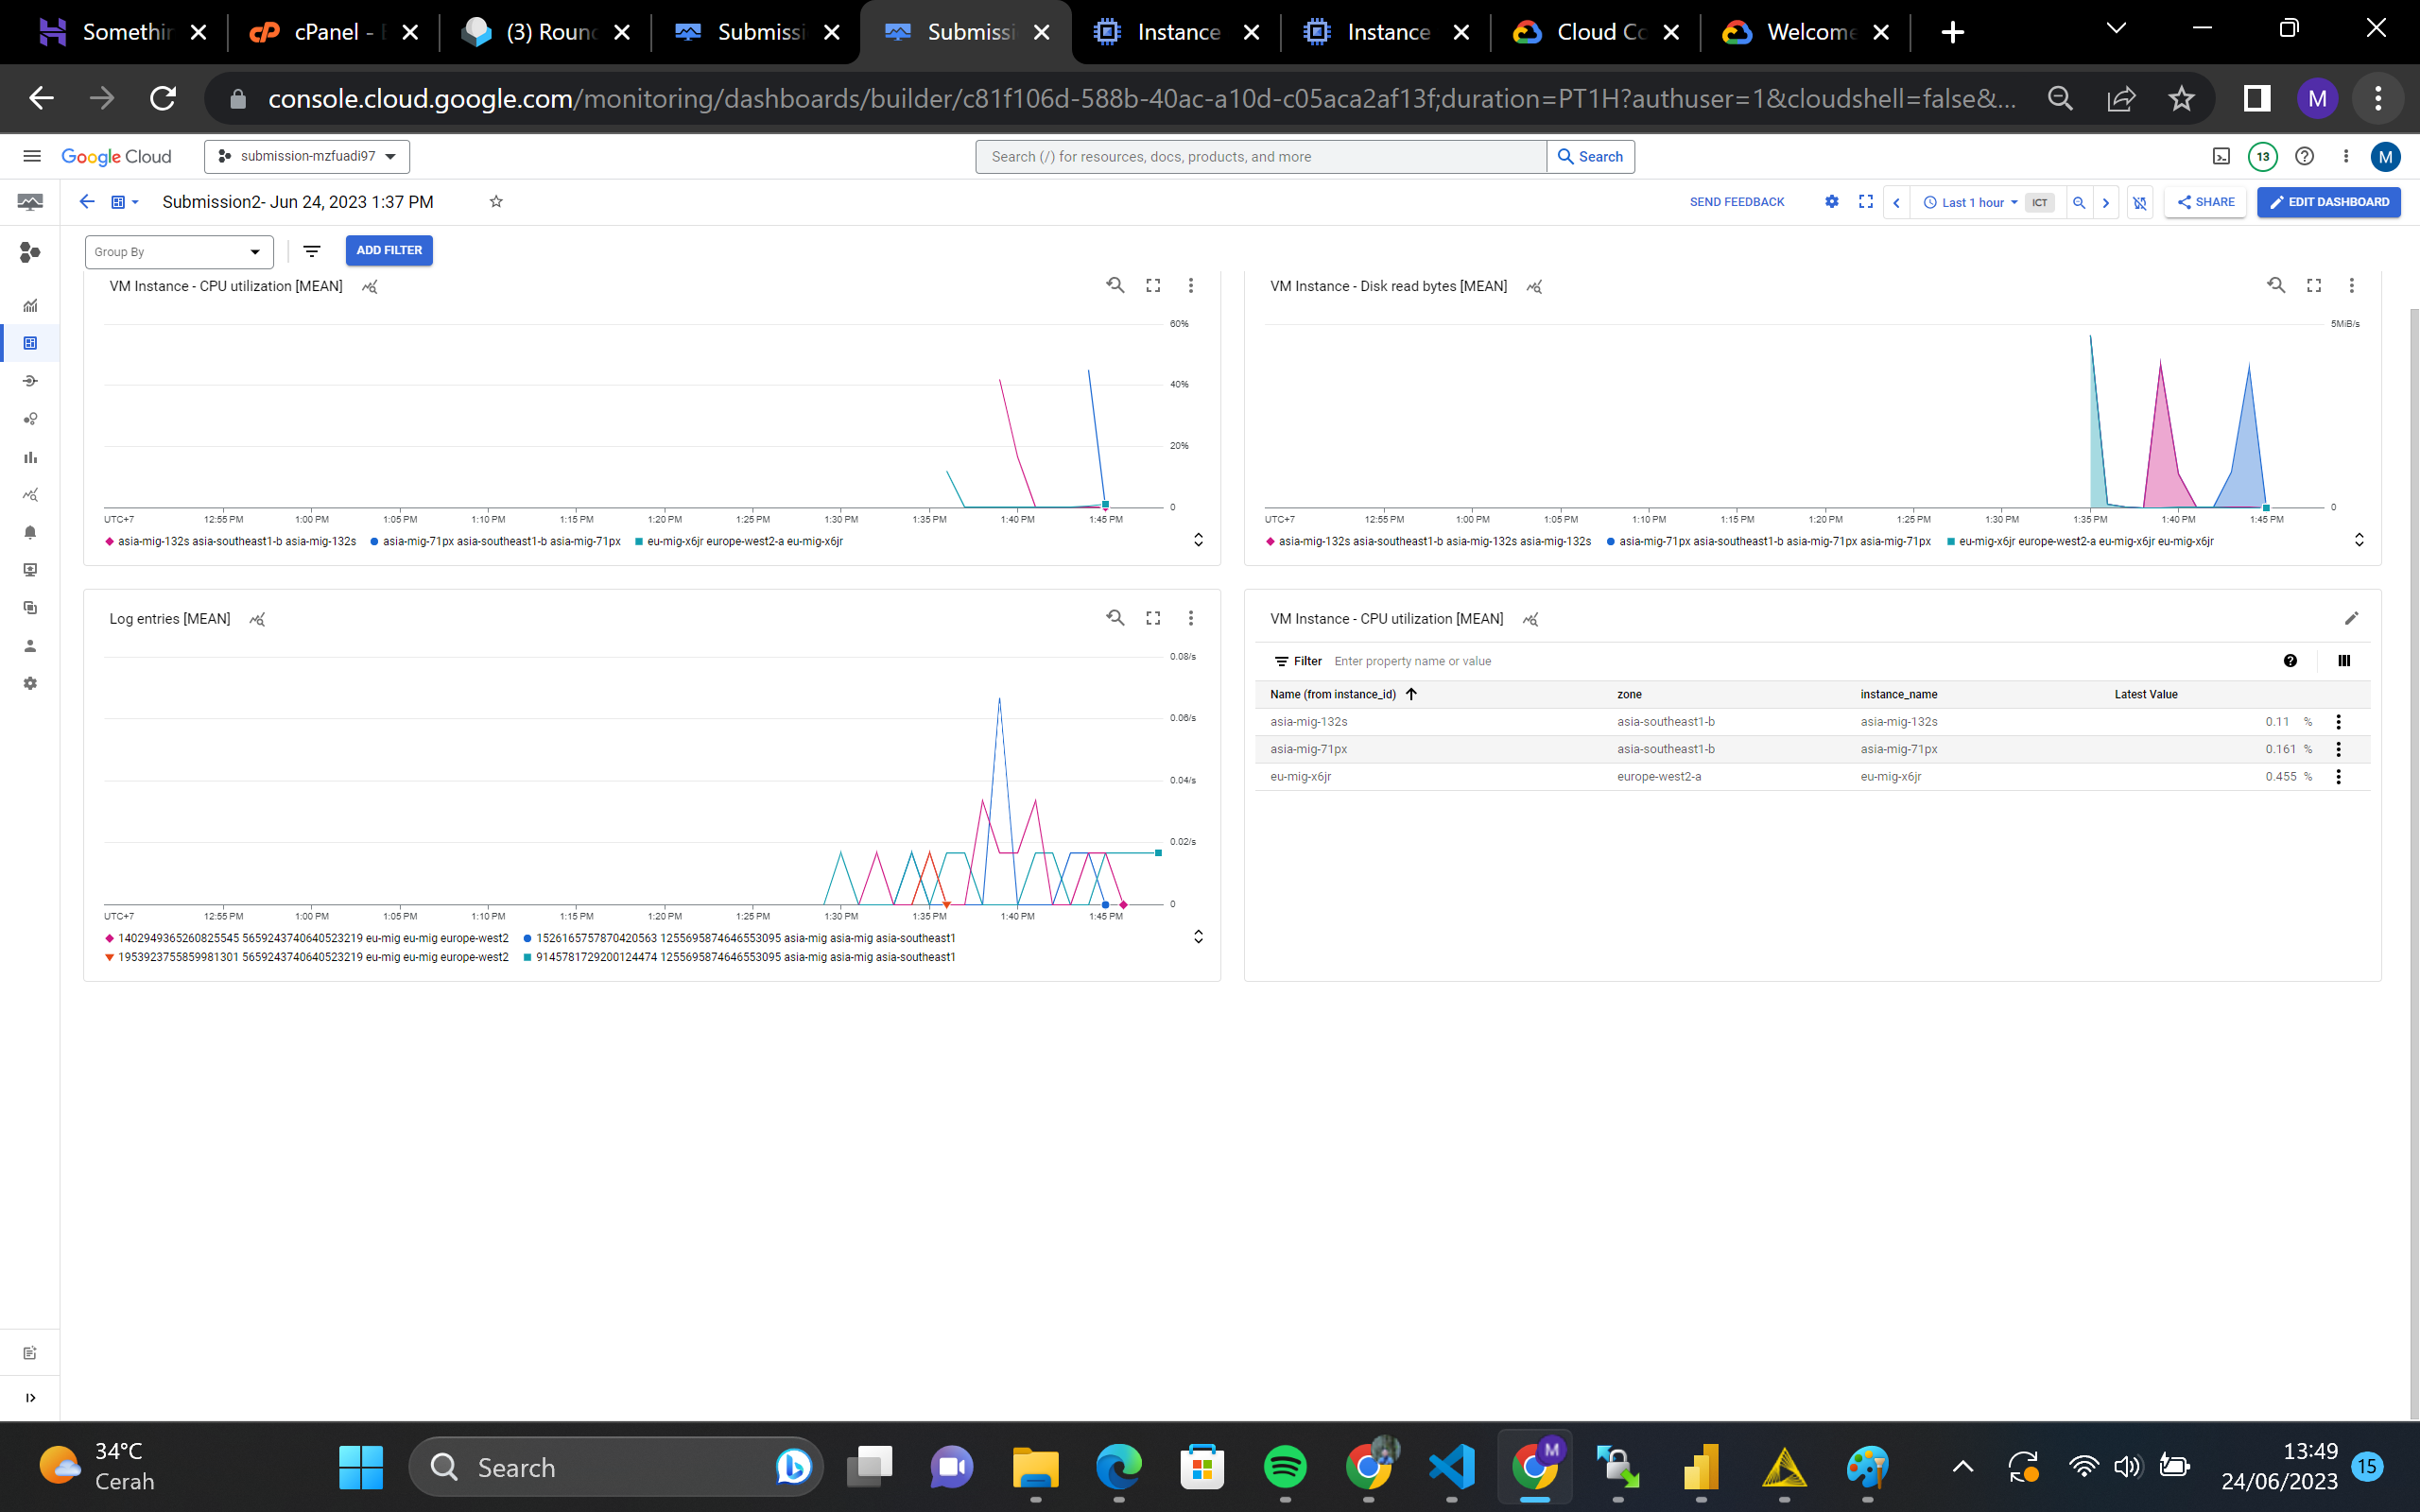 Somethin
cPanel - E
(3) Roun
Submissi
Submissi
Instance
Instance
Cloud Co
Welcome
console.cloud.google.com/monitoring/dashboards/builder/c81f106d-588b-40ac-a10d-c05aca2af13f;duration=PT1H?authuser=1&cloudshell=false&...
M
Google Cloud
submission-mzfuadi97
Search (/) for resources, docs, products, and more
Search
13
M
Submission2- Jun 24, 2023 1:37 PM
SEND FEEDBACK
Last 1 hour
ICT
SHARE
EDIT DASHBOARD
Group By
ADD FILTER
VM Instance - CPU utilization [MEAN]
60%
40%
20%
0
UTC+7 12:55 PM 1:00 PM 1:05 PM 1:10 PM 1:15 PM 1:20 PM 1:25 PM 1:30 PM 1:35 PM 1:40 PM 1:45 PM
asia-mig-132s asia-southeast1-b asia-mig-132s asia-mig-71px asia-southeast1-b asia-mig-71px eu-mig-x6jr europe-west2-a eu-mig-x6jr
VM Instance - Disk read bytes [MEAN]
5MiB/s
0
UTC+7 12:55 PM 1:00 PM 1:05 PM 1:10 PM 1:15 PM 1:20 PM 1:25 PM 1:30 PM 1:35 PM 1:40 PM 1:45 PM
asia-mig-132s asia-southeast1-b asia-mig-132s asia-mig-132s asia-mig-71px asia-southeast1-b asia-mig-71px asia-mig-71px eu-mig-x6jr europe-west2-a eu-mig-x6jr eu-mig-x6jr
Log entries [MEAN]
0.08/s
0.06/s
0.04/s
0.02/s
0
UTC+7 12:55 PM 1:00 PM 1:05 PM 1:10 PM 1:15 PM 1:20 PM 1:25 PM 1:30 PM 1:35 PM 1:40 PM 1:45 PM
1402949365260825545 5659243740640523219 eu-mig eu-mig europe-west2 1526165757870420563 1255695874646553095 asia-mig asia-mig asia-southeast1
1953923755859981301 5659243740640523219 eu-mig eu-mig europe-west2 9145781729200124474 1255695874646553095 asia-mig asia-mig asia-southeast1
VM Instance - CPU utilization [MEAN]
Filter Enter property name or value
Name (from instance_id) zone instance_name Latest Value
asia-mig-132s asia-southeast1-b asia-mig-132s 0.11 %
asia-mig-71px asia-southeast1-b asia-mig-71px 0.161 %
eu-mig-x6jr europe-west2-a eu-mig-x6jr 0.455 %
34°C
Cerah
Search
M
13:49
24/06/2023
15